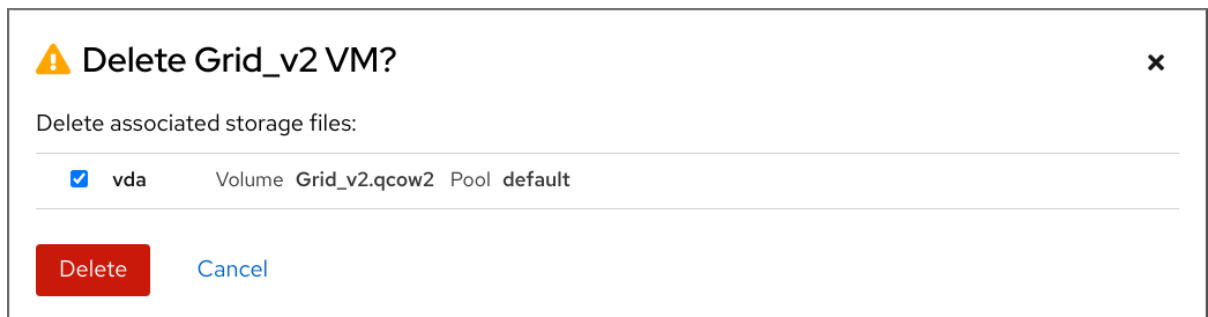 Delete Grid_v2 VM?
Delete associated storage files:
vda Volume Grid_v2.qcow2 Pool default
Delete Cancel